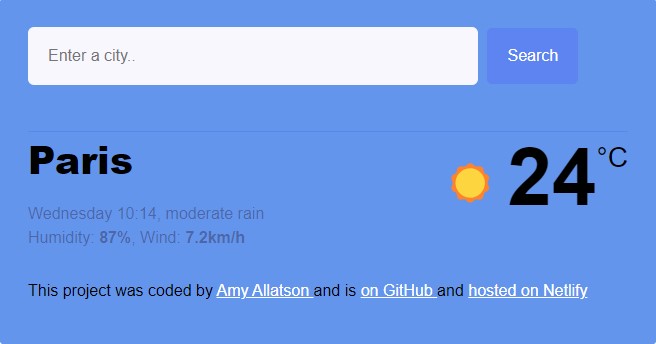 Enter a city..
Search
Paris
24°C
Wednesday 10:14, moderate rain
Humidity: 87%, Wind: 7.2km/h
This project was coded by Amy Allatson and is on GitHub and hosted on Netlify